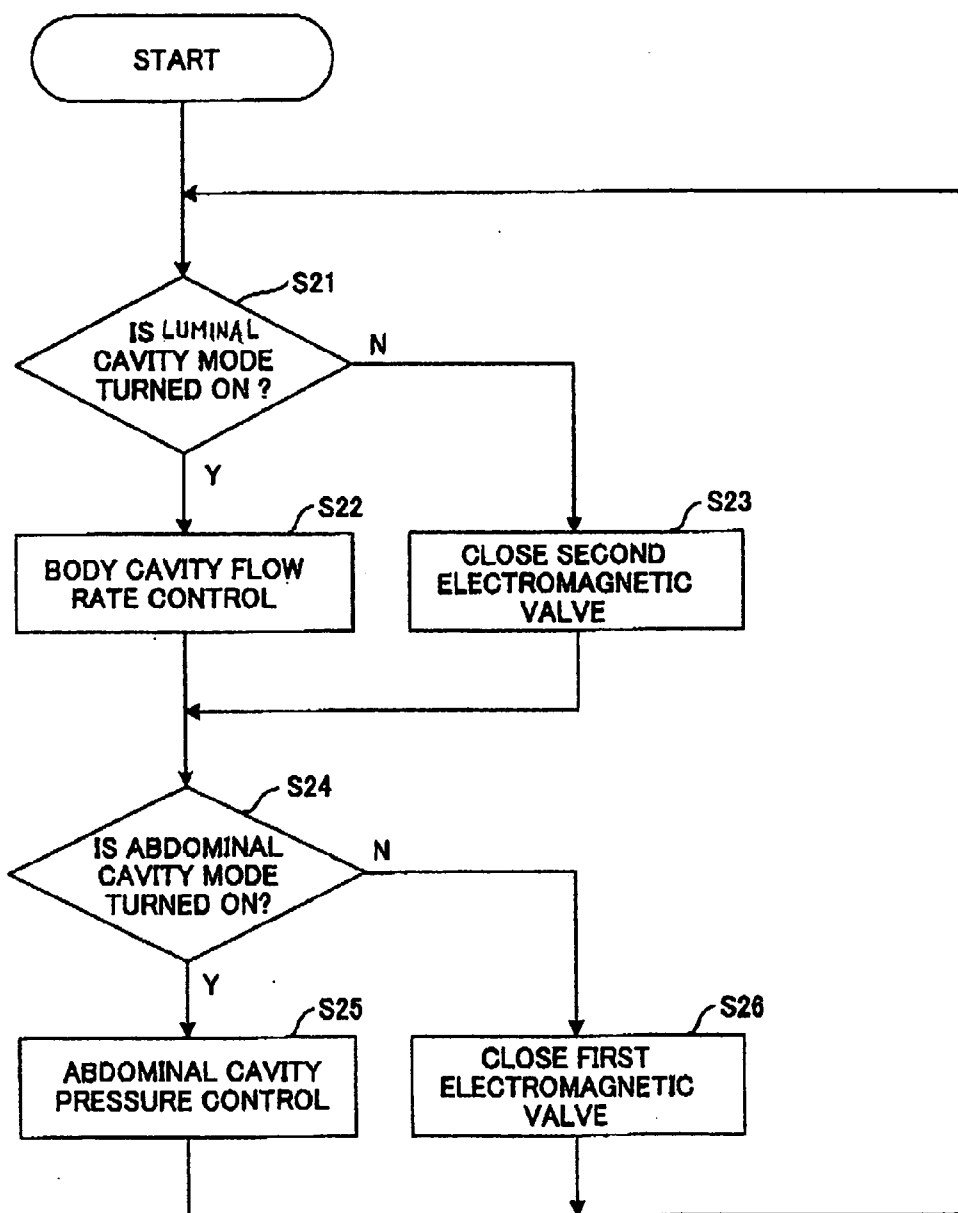 START
S21
IS LUMINAL
CAVITY MODE
TURNED ON ?
N
Y
S22
BODY CAVITY FLOW
RATE CONTROL
S23
CLOSE SECOND
ELECTROMAGNETIC
VALVE
S24
IS ABDOMINAL
CAVITY MODE
TURNED ON?
N
Y
S25
ABDOMINAL CAVITY
PRESSURE CONTROL
S26
CLOSE FIRST
ELECTROMAGNETIC
VALVE